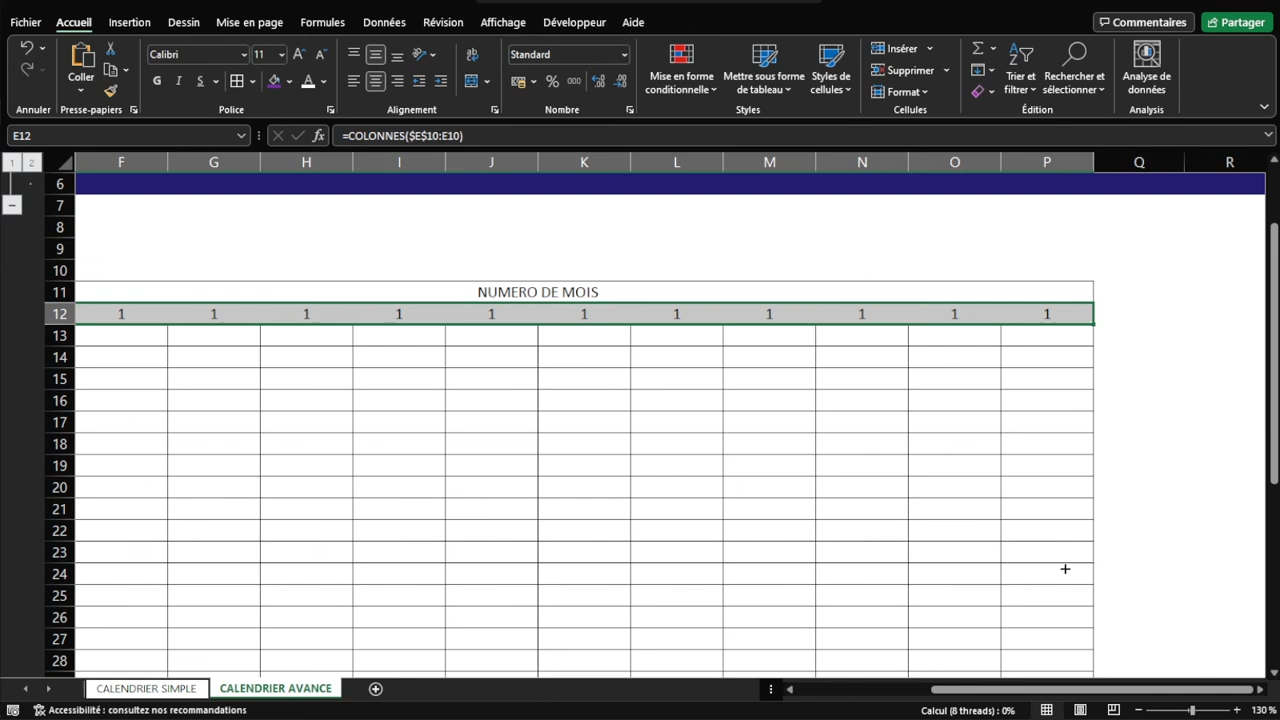 Fichier Accueil Insertion Dessin Mise en page Formules Données Révision Affichage Développeur Aide Commentaires Partager
Coller
Calibri 11
G I S A
Standard
% 000
Mise en forme conditionnelle
Mettre sous forme de tableau
Styles de cellules
Insérer
Supprimer
Format
Trier et filtrer
Rechercher et sélectionner
Analyse de données
Annuler Presse-papiers Police Alignement Nombre Styles Cellules Édition Analysis
E12 fx =COLONNES($E$10:E10)
1 2 F G H I J K L M N O P Q R
6
7
8
9
10
11 NUMERO DE MOIS
12 1 1 1 1 1 1 1 1 1 1 1
13
14
15
16
17
18
19
20
21
22
23
24
25
26
27
28
CALENDRIER SIMPLE CALENDRIER AVANCE
Accessibilité : consultez nos recommandations Calcul (8 threads) : 0% 130 %